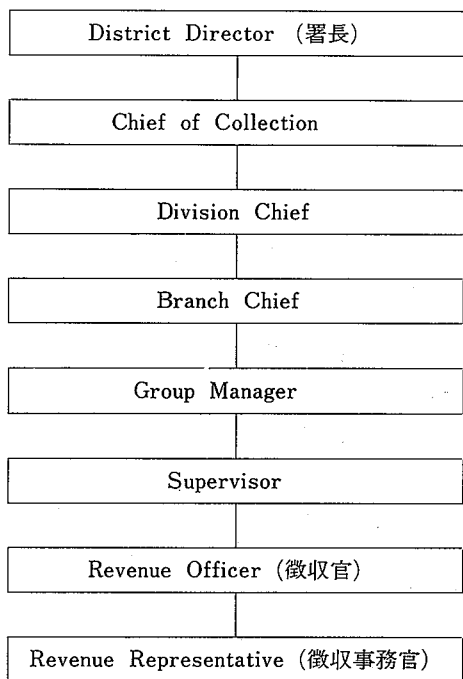 District Director (署長)
Chief of Collection
Division Chief
Branch Chief
Group Manager
Supervisor
Revenue Officer (徴収官)
Revenue Representative (徴収事務官)